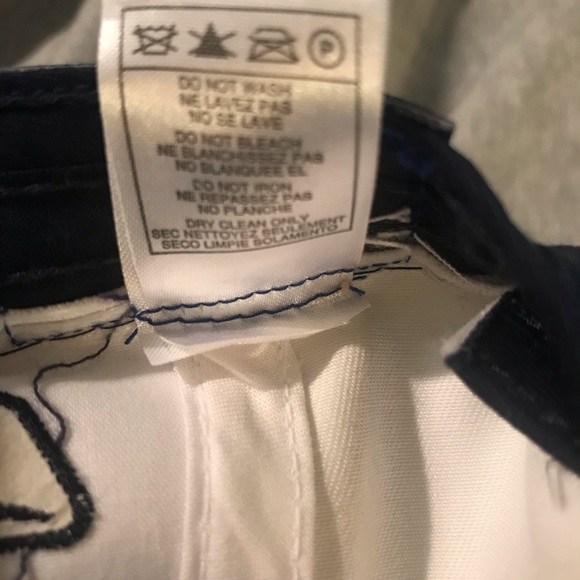 P
DO NOT WASH
NE LAVEZ PAS
NO SE LAVE
DO NOT BLEACH
NE BLANCHISSEZ PAS
NO BLANQUEE EL
DO NOT IRON
NE REPASSEZ PAS
NO PLANCHE
DRY CLEAN ONLY
SEC NETTOYEZ SEULEMENT
SECO LIMPIE SOLAMENTO